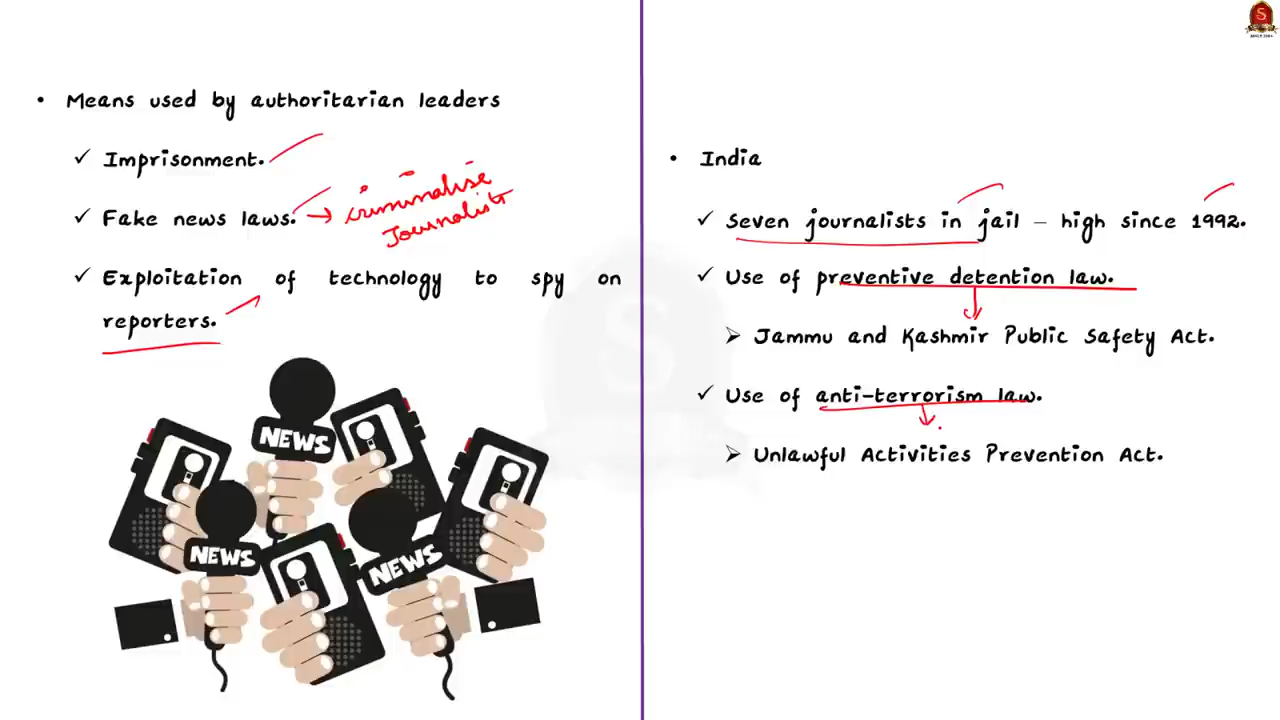 • Means used by authoritarian leaders
✓ Imprisonment.
✓ Fake news laws. → criminalise
Journalist
✓ Exploitation of technology to spy on
reporters.
NEWS
NEWS
NEWS
• India
✓ Seven journalists in jail – high since 1992.
✓ Use of preventive detention law.
➢ Jammu and Kashmir Public Safety Act.
✓ Use of anti-terrorism law.
➢ Unlawful Activities Prevention Act.
S